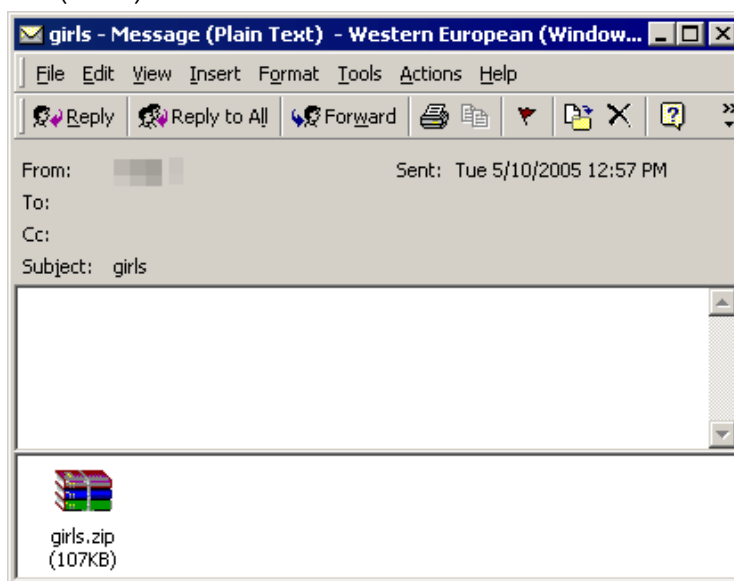 girls - Message (Plain Text) - Western European (Window...
File Edit View Insert Format Tools Actions Help
Reply Reply to All Forward
From: Sent: Tue 5/10/2005 12:57 PM
To:
Cc:
Subject: girls
girls.zip
(107KB)